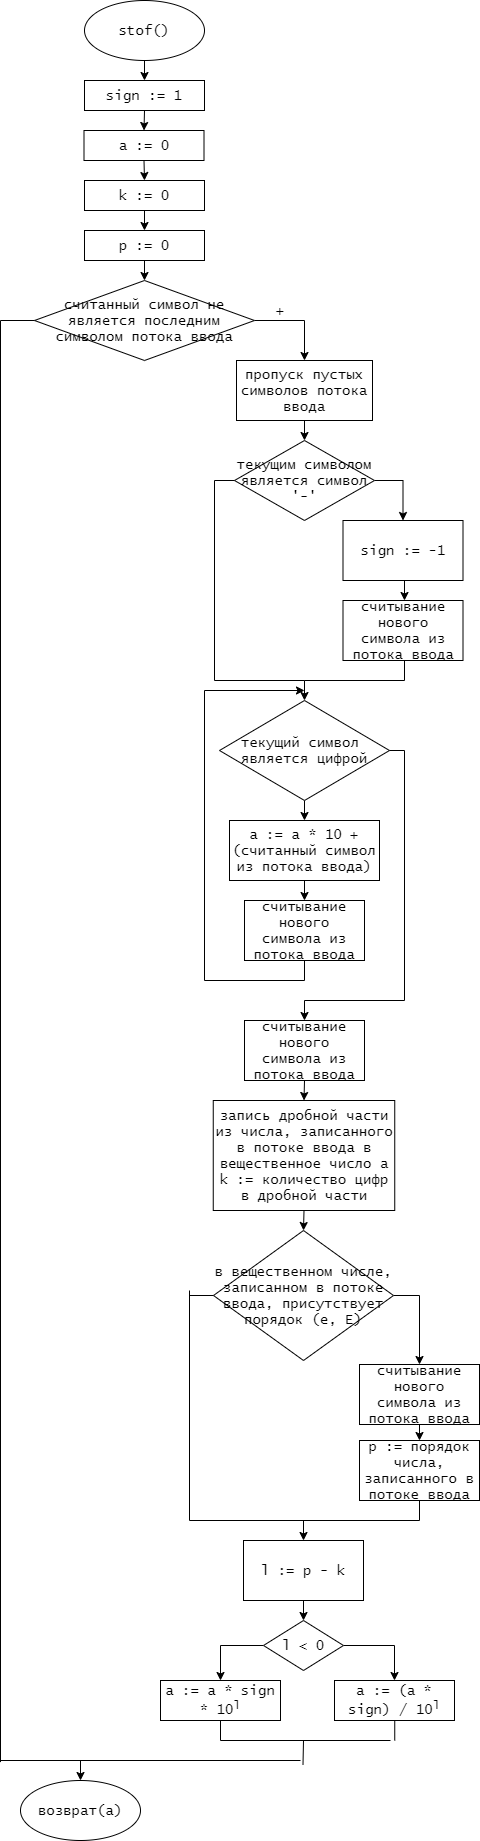 stof()
sign := 1
a := 0
k := 0
p := 0
считанный символ не
является последним
символом потока ввода
+
пропуск пустых
символов потока
ввода
текущим символом
является символ
'-'
sign := -1
считывание
нового
символа из
потока ввода
текущий символ
является цифрой
a := a * 10 +
(считанный символ
из потока ввода)
считывание
нового
символа из
потока ввода
считывание
нового
символа из
потока ввода
запись дробной части
из числа, записанного
в потоке ввода в
вещественное число a
k := количество цифр
в дробной части
в вещественном числе,
записанном в потоке
ввода, присутствует
порядок (e, E)
считывание
нового
символа из
потока ввода
p := порядок
числа,
записанного в
потоке ввода
l := p - k
l < 0
a := a * sign
* 10^l
a := (a *
sign) / 10^l
возврат(a)